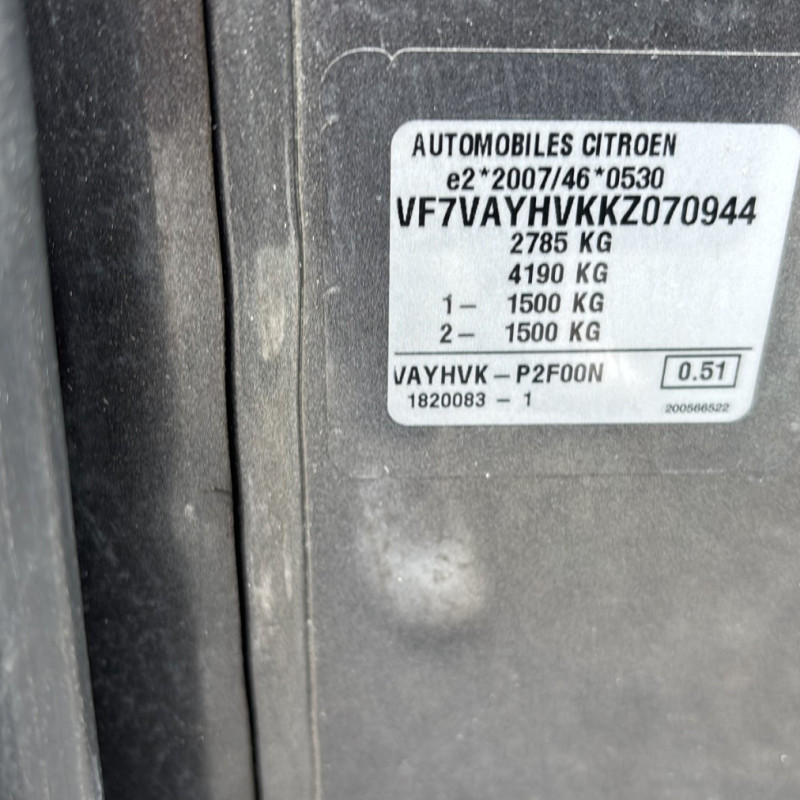 AUTOMOBILES CITROEN
e2*2007/46*0530
VF7VAYHVKKZ070944
2785 KG
4190 KG
1– 1500 KG
2– 1500 KG
VAYHVK – P2F00N 0.51
1820083 – 1 200566522